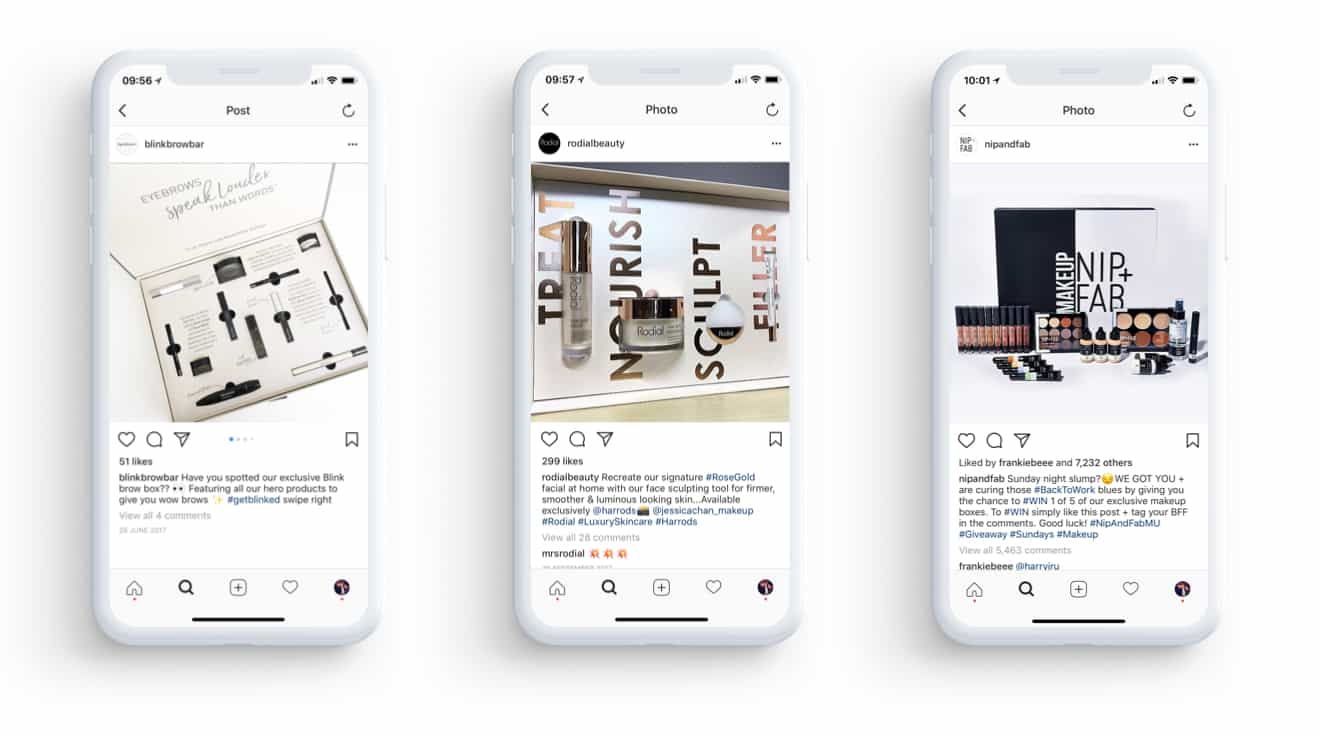 09:56
Post
blinkbrowbar
EYEBROWS
speak louder
THAN WORDS
51 likes
blinkbrowbar Have you spotted our exclusive Blink
brow box?? 👀 Featuring all our hero products to
give you wow brows ✨ #getblinked swipe right
View all 4 comments
26 JUNE 2017
09:57
Photo
Rodial
rodialbeauty
TREAT
NOURISH
SCULPT
FILLER
Rodial
Rodial
Rodial
299 likes
rodialbeauty Recreate our signature #RoseGold
facial at home with our face sculpting tool for firmer,
smoother & luminous looking skin...Available
exclusively @harrods📸 @jessicachan_makeup
#Rodial #LuxurySkincare #Harrods
View all 26 comments
mrsrodial 💥 💥 💥
10:01
Photo
NIP+
FAB
nipandfab
MAKEUP
NIP+
FAB
Liked by frankiebeee and 7,232 others
nipandfab Sunday night slump?😏WE GOT YOU +
are curing those #BackToWork blues by giving you
the chance to #WIN 1 of 5 of our exclusive makeup
boxes. To #WIN simply like this post + tag your BFF
in the comments. Good luck! #NipAndFabMU
#Giveaway #Sundays #Makeup
View all 5,463 comments
frankiebeee @harryiru